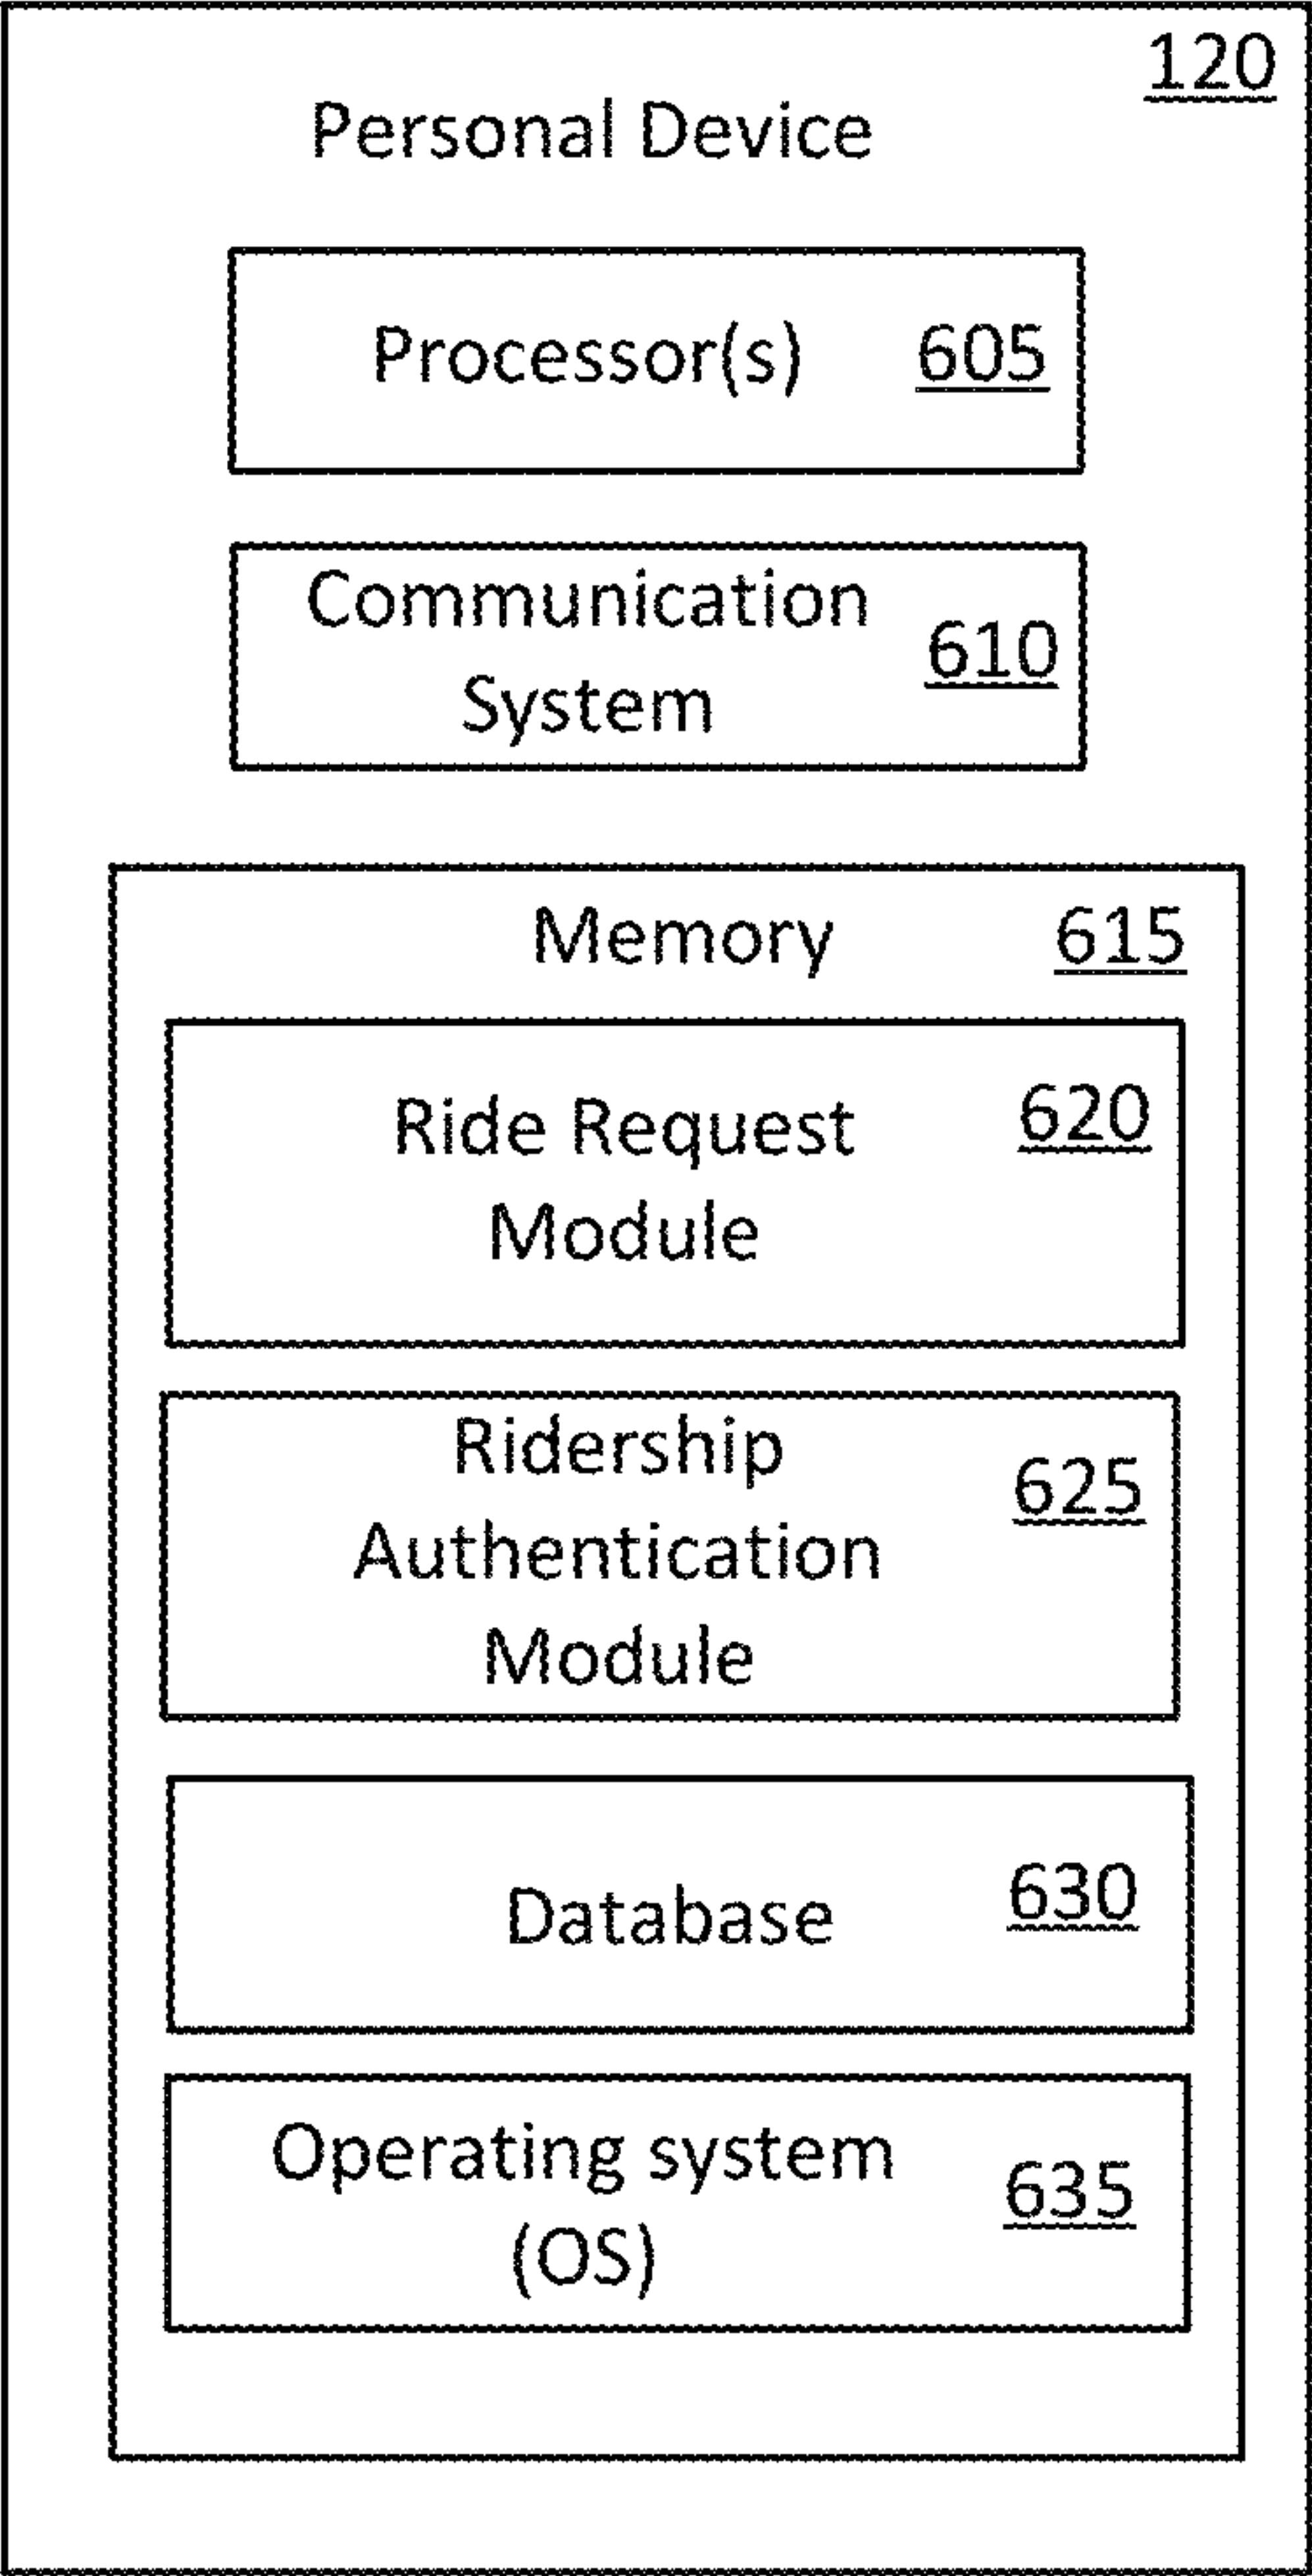 120
Personal Device
Processor(s) 605
Communication
System 610
Memory 615
Ride Request 620
Module
Ridership
Authentication 625
Module
Database 630
Operating system
(OS) 635